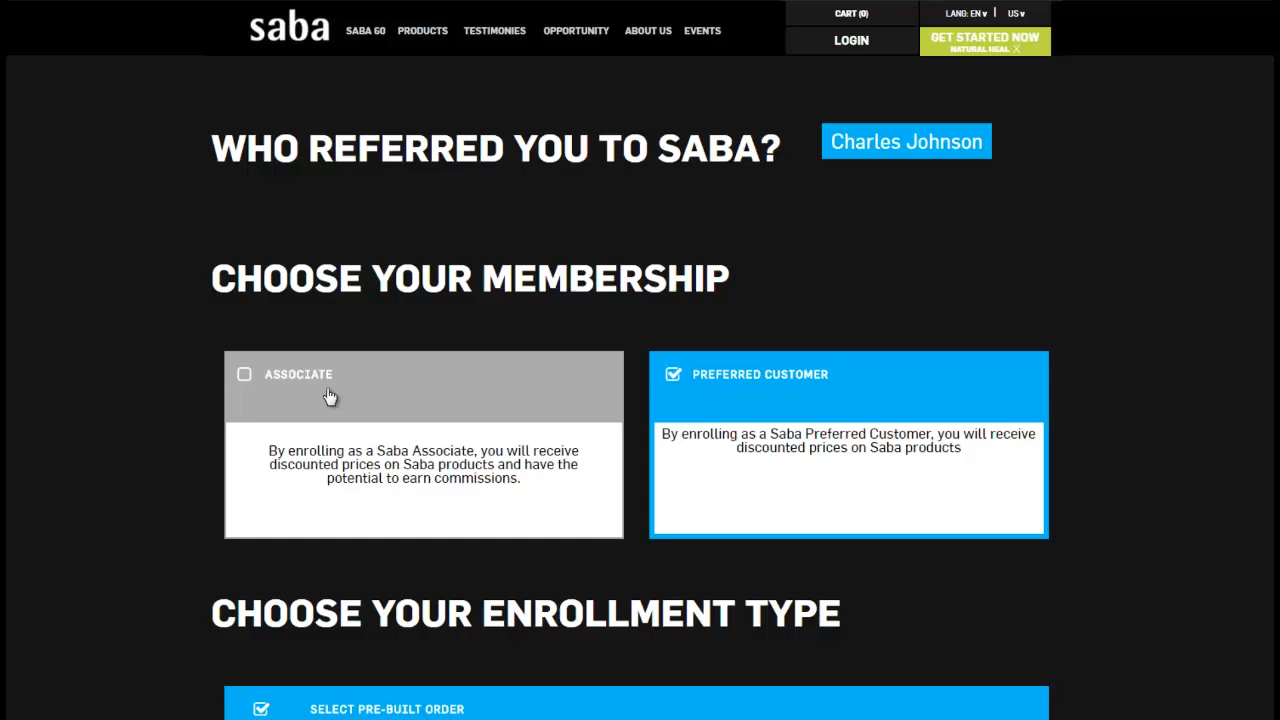 saba
SABA 60 PRODUCTS TESTIMONIES OPPORTUNITY ABOUT US EVENTS
CART (0)
LANG: EN v | US v
LOGIN
GET STARTED NOW
NATURAL HEAL X
WHO REFERRED YOU TO SABA?
Charles Johnson
CHOOSE YOUR MEMBERSHIP
ASSOCIATE
By enrolling as a Saba Associate, you will receive
discounted prices on Saba products and have the
potential to earn commissions.
PREFERRED CUSTOMER
By enrolling as a Saba Preferred Customer, you will receive
discounted prices on Saba products
CHOOSE YOUR ENROLLMENT TYPE
SELECT PRE-BUILT ORDER